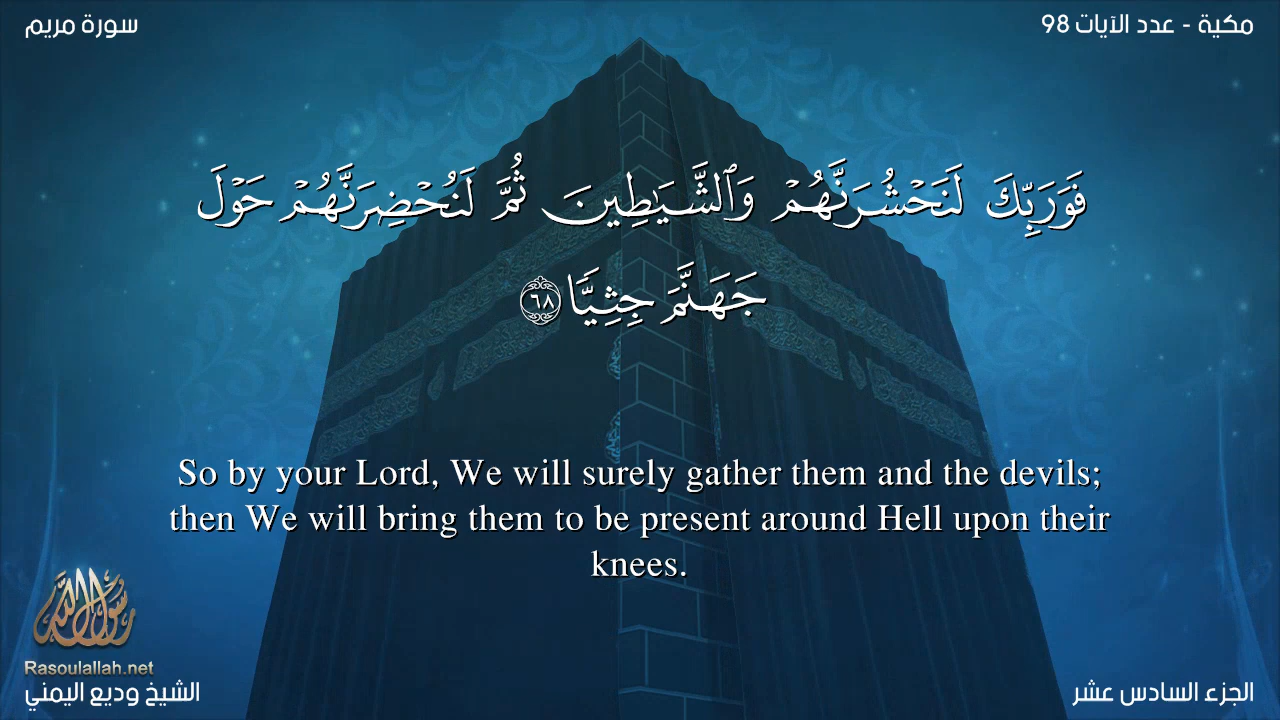 سورة مريم
مكية - عدد الآيات 98
فَوَرَبِّكَ لَنَحْشُرَنَّهُمْ وَٱلشَّيَـٰطِينَ ثُمَّ لَنُحْضِرَنَّهُمْ حَوْلَ
جَهَنَّمَ جِثِيًّا ٦٨
So by your Lord, We will surely gather them and the devils;
then We will bring them to be present around Hell upon their
knees.
رسول الله
Rasoulallah.net
الشيخ وديع اليمني
الجزء السادس عشر